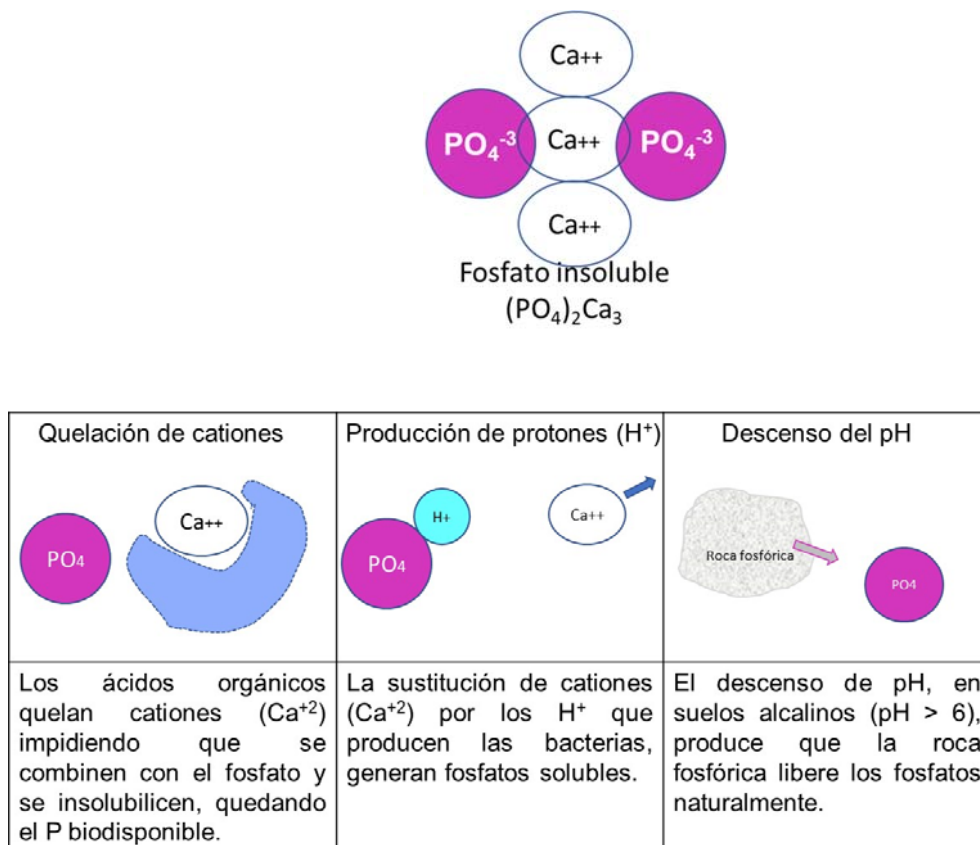 Ca++
PO₄⁻³ Ca++ PO₄⁻³
Ca++
Fosfato insoluble
(PO₄)₂Ca₃
Quelación de cationes
Ca++
PO₄
Los ácidos orgánicos
quelan cationes (Ca⁺²)
impidiendo que se
combinen con el fosfato y
se insolubilicen, quedando
el P biodisponible.
Producción de protones (H⁺)
H+
Ca++
PO₄
La sustitución de cationes
(Ca⁺²) por los H⁺ que
producen las bacterias,
generan fosfatos solubles.
Descenso del pH
Roca fosfórica
PO4
El descenso de pH, en
suelos alcalinos (pH > 6),
produce que la roca
fosfórica libere los fosfatos
naturalmente.